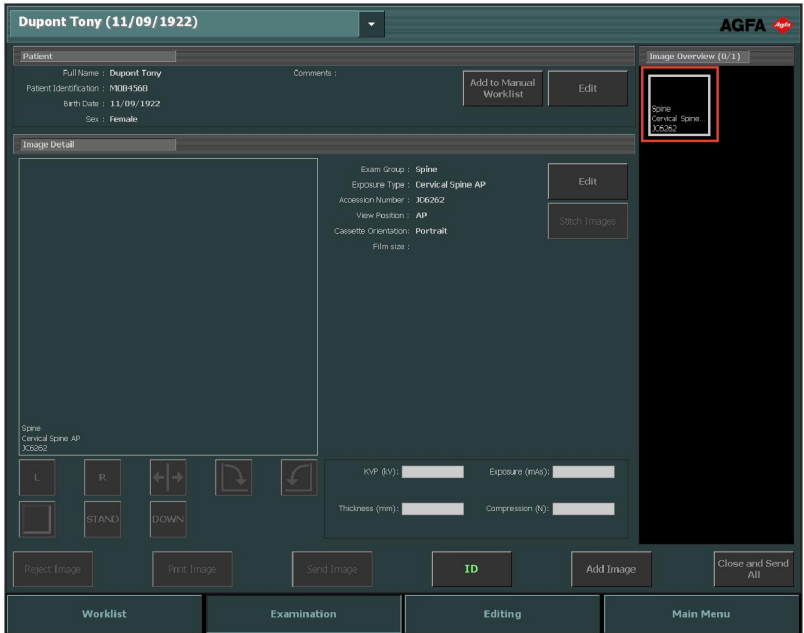 Dupont Tony (11/09/1922)
AGFA
Agfa
Patient
Full Name : Dupont Tony
Patient Identification : MOB4568
Birth Date : 11/09/1922
Sex : Female
Comments :
Add to Manual
Worklist
Edit
Image Overview (0/1)
Spine
Cervical Spine...
JC6262
Image Detail
Spine
Cervical Spine AP
JC6262
Exam Group : Spine
Exposure Type : Cervical Spine AP
Accession Number : JC6262
View Position : AP
Cassette Orientation: Portrait
Film size :
Edit
Stitch Images
L
R
STAND
DOWN
KVP (kV):
Exposure (mAs):
Thickness (mm):
Compression (N):
Reject Image
Print Image
Send Image
ID
Add Image
Close and Send
All
Worklist
Examination
Editing
Main Menu